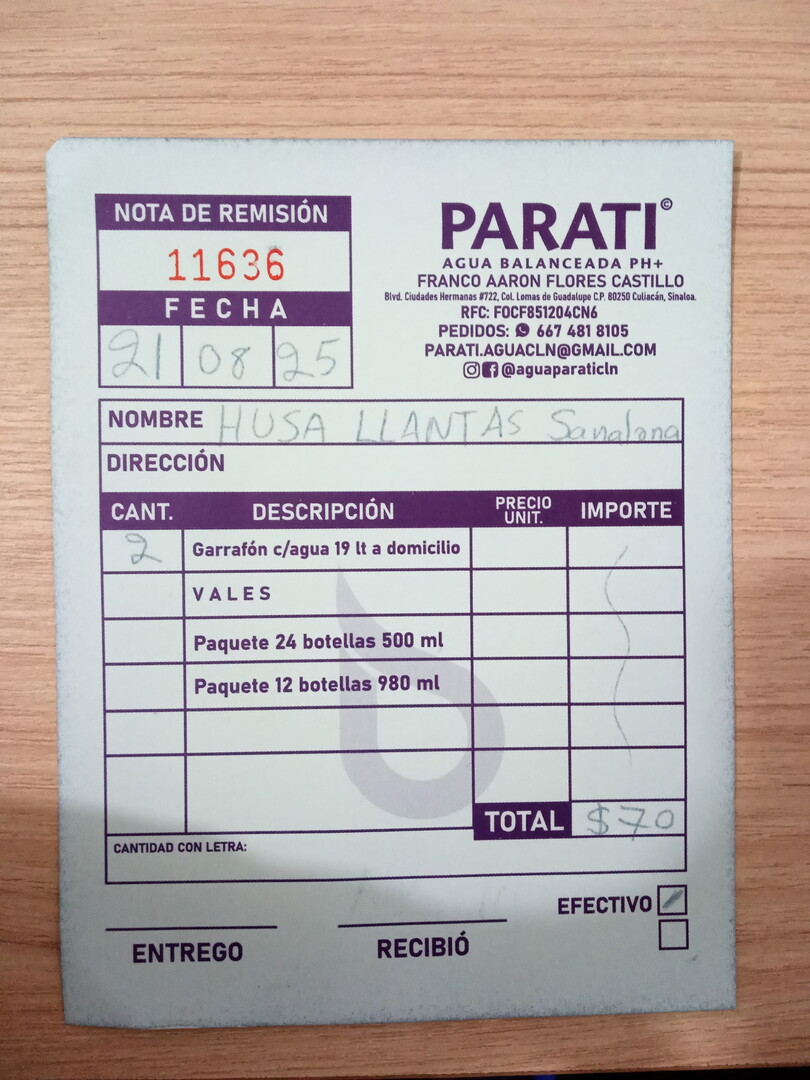 NOTA DE REMISIÓN
11636
FECHA
21 08 25
PARATI©
AGUA BALANCEADA PH+
FRANCO AARON FLORES CASTILLO
Blvd. Ciudades Hermanas #722, Col. Lomas de Guadalupe C.P. 80250 Culiacán, Sinaloa.
RFC: FOCF851204CN6
PEDIDOS: 667 481 8105
PARATI.AGUACLN@GMAIL.COM
@aguaparaticln
NOMBRE HUSA LLANTAS Sanalona
DIRECCIÓN
CANT. DESCRIPCIÓN PRECIO UNIT. IMPORTE
2 Garrafón c/agua 19 lt a domicilio
VALES
Paquete 24 botellas 500 ml
Paquete 12 botellas 980 ml
TOTAL $70
CANTIDAD CON LETRA:
EFECTIVO
ENTREGO RECIBIÓ